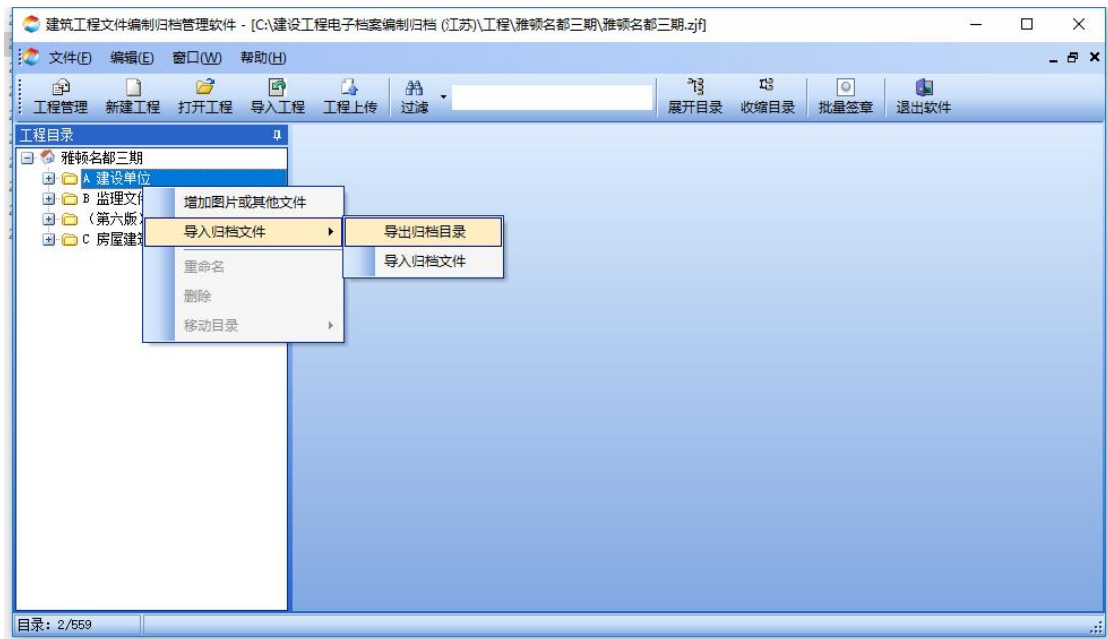 建筑工程文件编制归档管理软件 - [C:\建设工程电子档案编制归档 (江苏)\工程\雅顿名都三期\雅顿名都三期.zjf]
文件(F) 编辑(E) 窗口(W) 帮助(H)
工程管理 新建工程 打开工程 导入工程 工程上传 过滤 展开目录 收缩目录 批量签章 退出软件
工程目录
雅顿名都三期
A 建设单位
B 监理文件
增加图片或其他文件
(第六版)
导入归档文件
导出归档目录
C 房屋建
导入归档文件
重命名
删除
移动目录
目录: 2/559